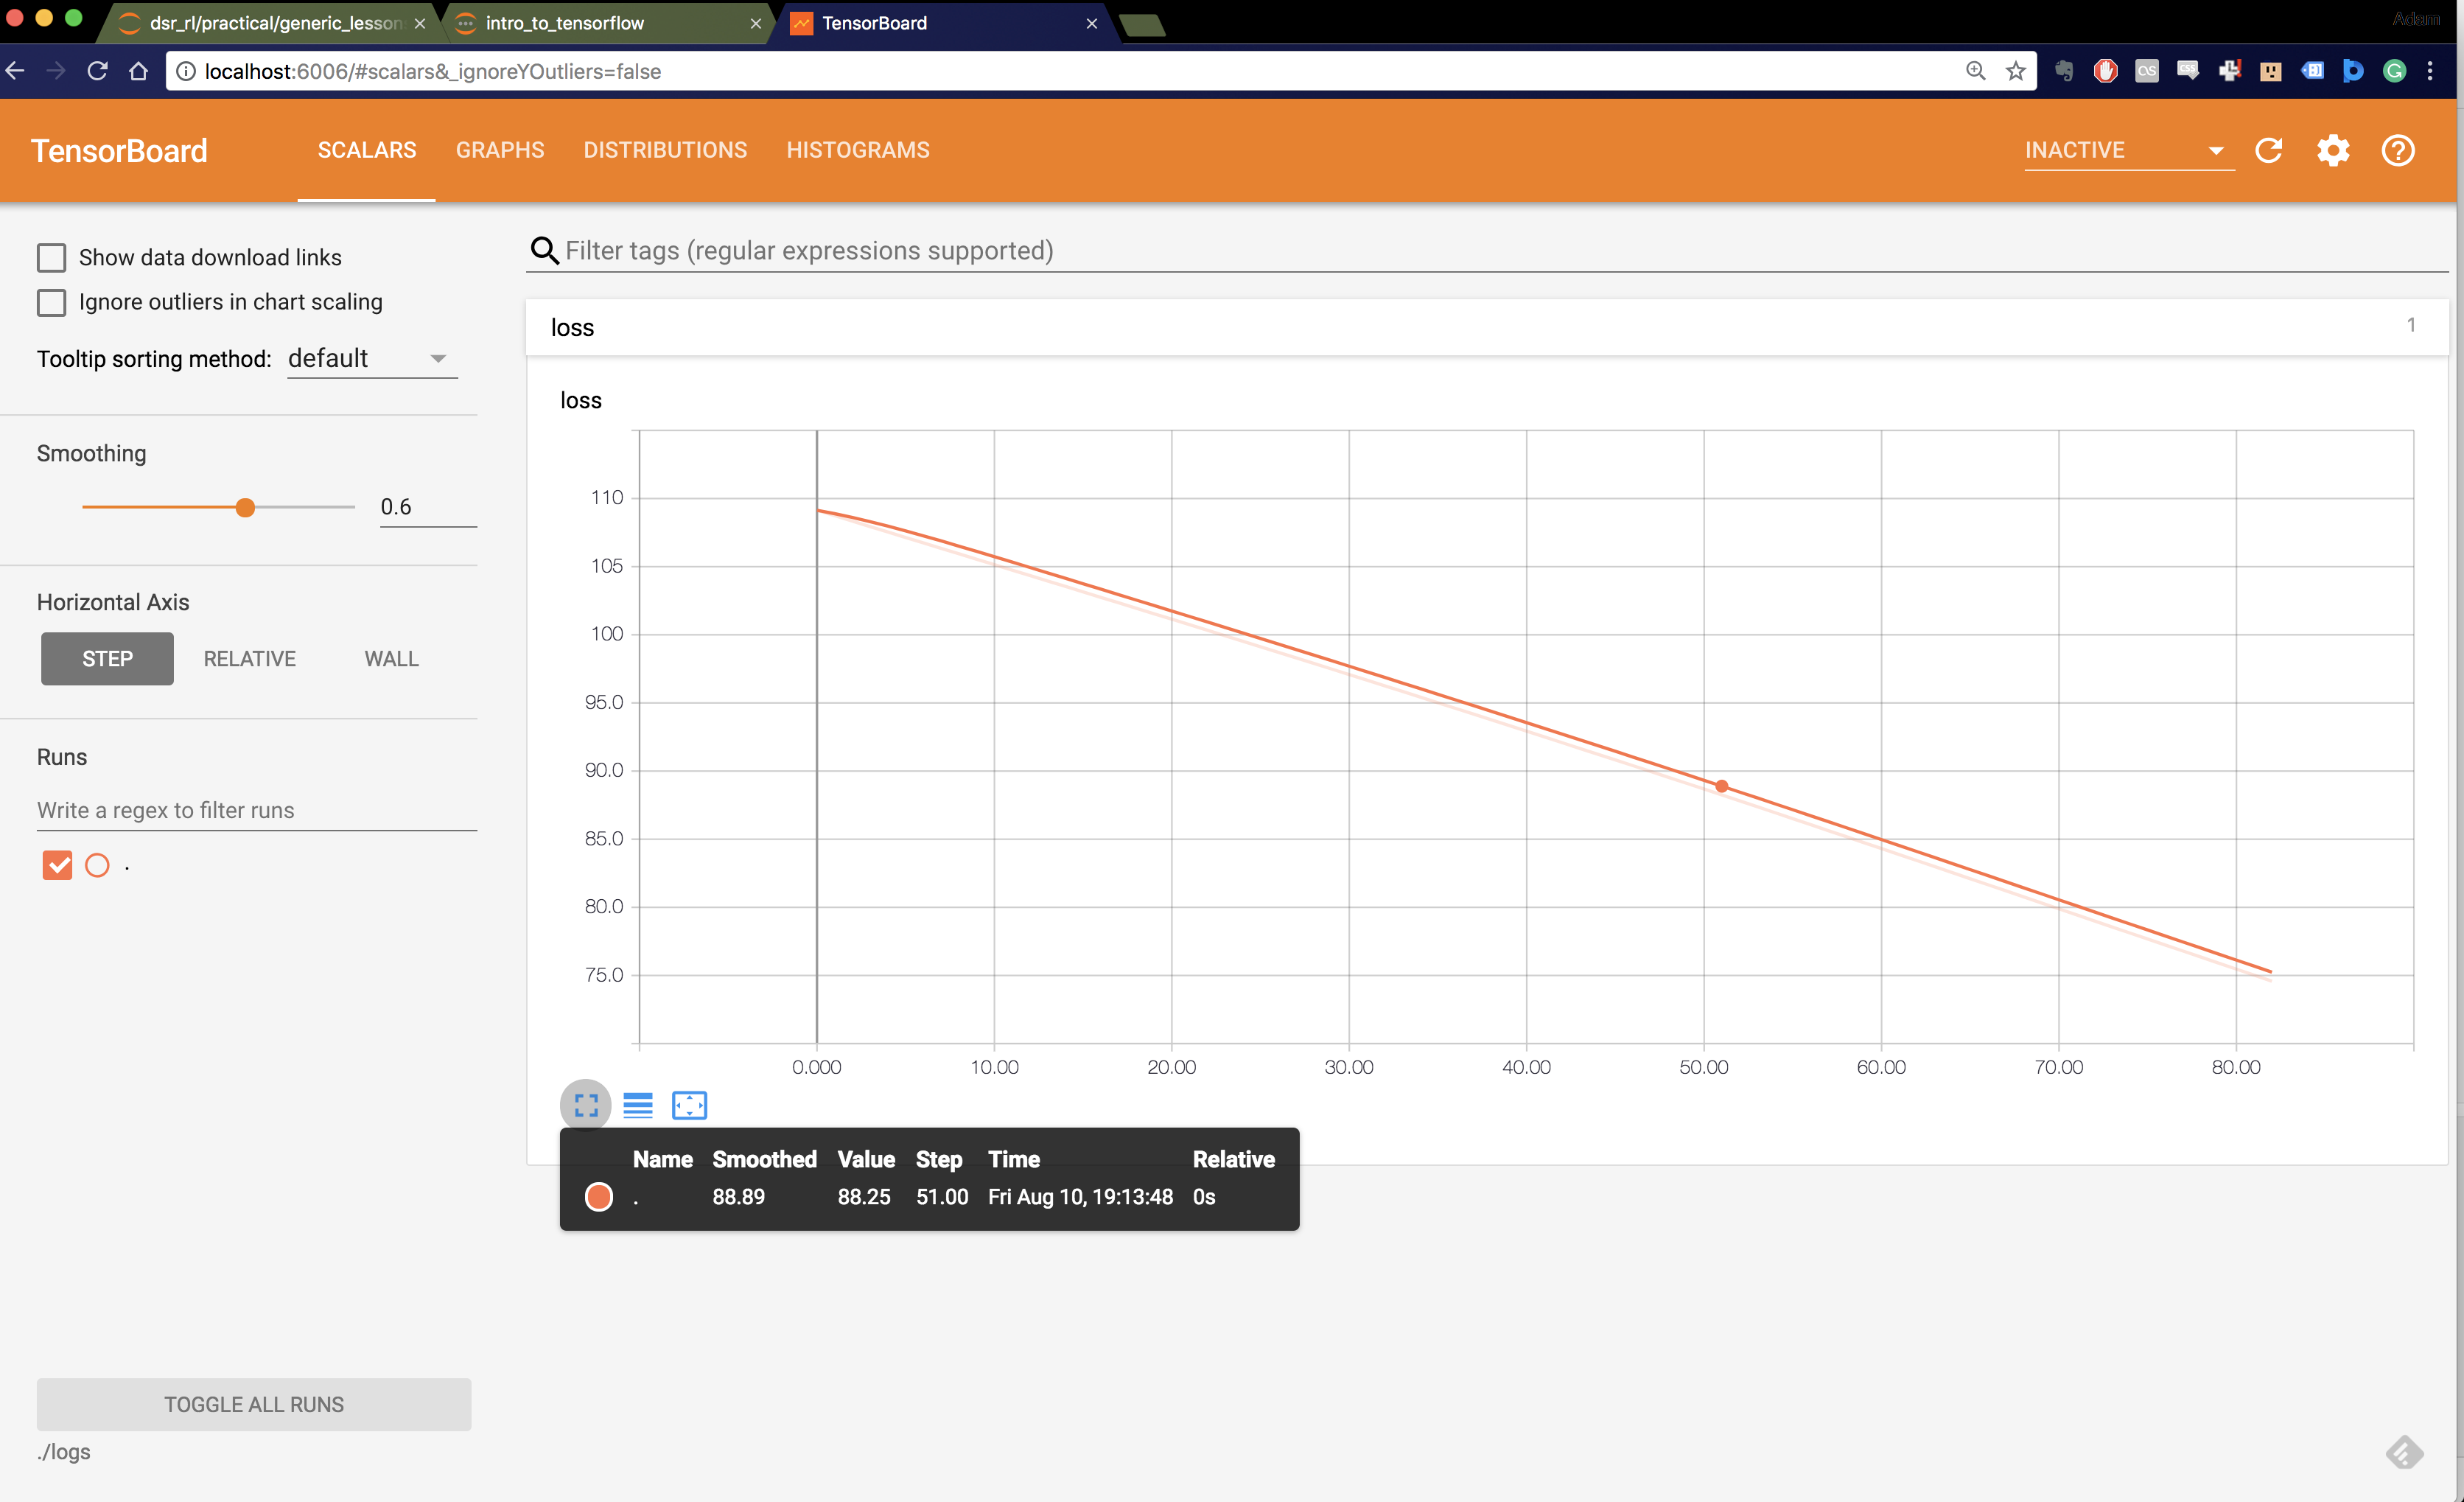 Adam
dsr_rl/practical/generic_lesson
intro_to_tensorflow
TensorBoard
localhost:6006/#scalars&_ignoreYOutliers=false
TensorBoard
SCALARS GRAPHS DISTRIBUTIONS HISTOGRAMS INACTIVE
Show data download links
Ignore outliers in chart scaling
Tooltip sorting method: default
Smoothing
0.6
Horizontal Axis
STEP RELATIVE WALL
Runs
Write a regex to filter runs
.
TOGGLE ALL RUNS
./logs
Filter tags (regular expressions supported)
loss 1
loss
110
105
100
95.0
90.0
85.0
80.0
75.0
0.000 10.00 20.00 30.00 40.00 50.00 60.00 70.00 80.00
Name Smoothed Value Step Time Relative
. 88.89 88.25 51.00 Fri Aug 10, 19:13:48 0s